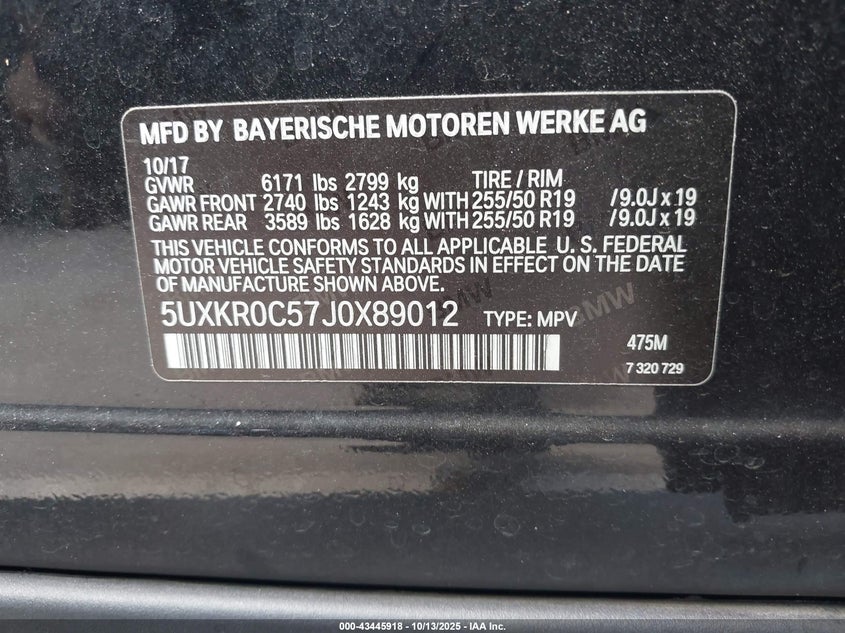 MFD BY BAYERISCHE MOTOREN WERKE AG
10/17
GVWR 6171 lbs 2799 kg TIRE / RIM
GAWR FRONT 2740 lbs 1243 kg WITH 255/50 R19 /9.0J x 19
GAWR REAR 3589 lbs 1628 kg WITH 255/50 R19 /9.0J x 19
THIS VEHICLE CONFORMS TO ALL APPLICABLE U. S. FEDERAL
MOTOR VEHICLE SAFETY STANDARDS IN EFFECT ON THE DATE
OF MANUFACTURE SHOWN ABOVE.
5UXKR0C57J0X89012 TYPE: MPV
475M
7 320 729
000-43445918 - 10/13/2025 - IAA Inc.